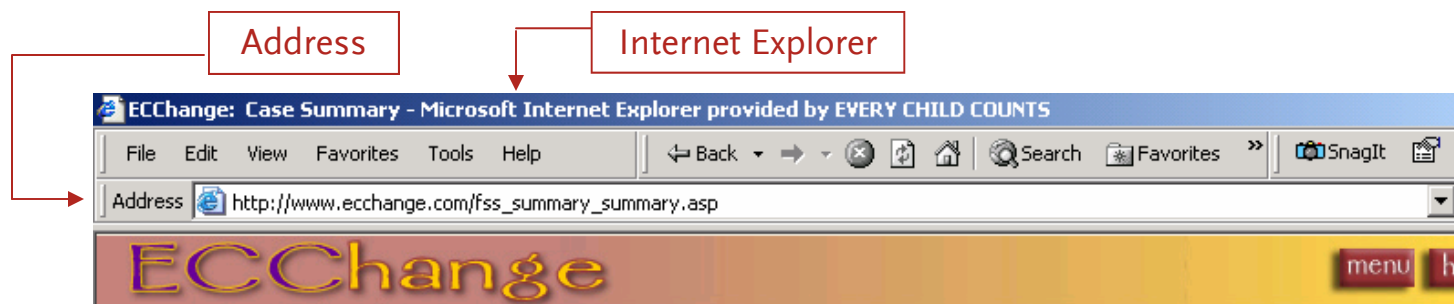 Address Internet Explorer
ECChange: Case Summary - Microsoft Internet Explorer provided by EVERY CHILD COUNTS
File Edit View Favorites Tools Help Back Search Favorites » SnagIt
Address http://www.ecchange.com/fss_summary_summary.asp
ECChange menu h